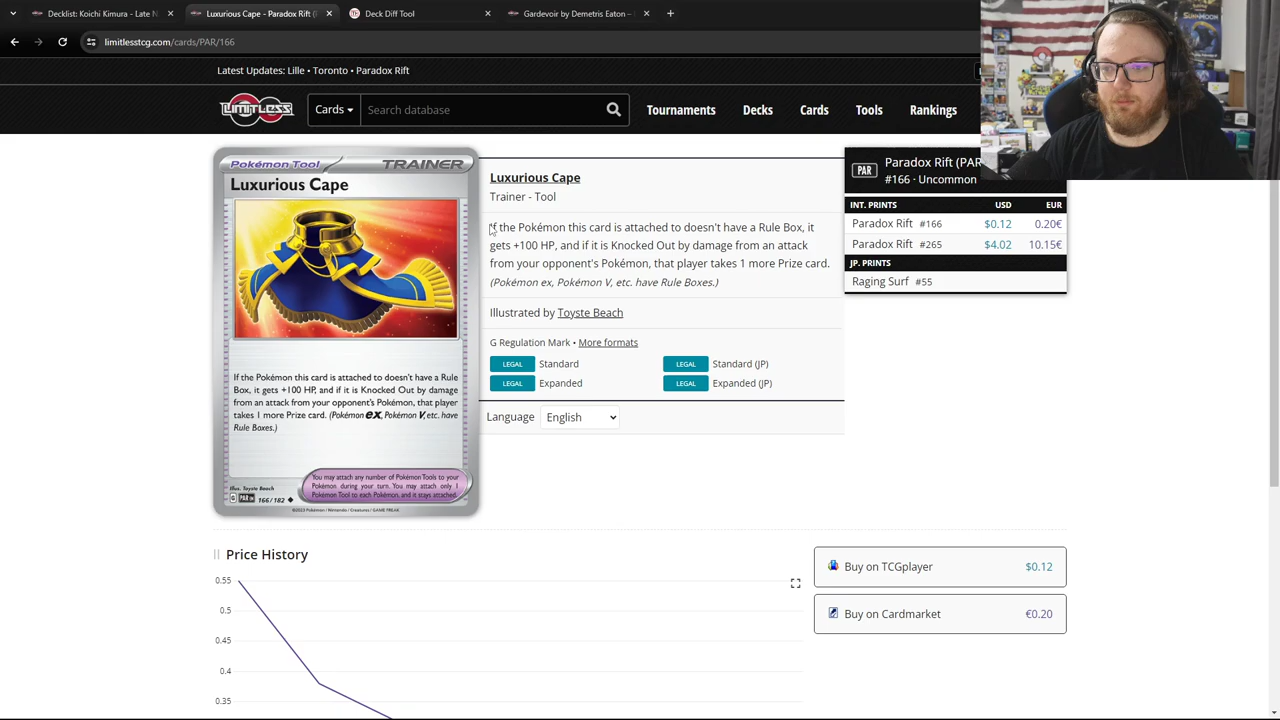 Decklist: Koichi Kimura – Late N
Luxurious Cape - Paradox Rift (
Deck Diff Tool
Gardevoir by Demetris Eaton –
limitlesstcg.com/cards/PAR/166
Latest Updates: Lille • Toronto • Paradox Rift
LIMITLESS
Cards
Search database
Tournaments
Decks
Cards
Tools
Rankings
Pokémon Tool
TRAINER
Luxurious Cape
If the Pokémon this card is attached to doesn't have a Rule
Box, it gets +100 HP, and if it is Knocked Out by damage
from an attack from your opponent's Pokémon, that player
takes 1 more Prize card. (Pokémon ex, Pokémon V, etc. have
Rule Boxes.)
You may attach any number of Pokémon Tools to your
Pokémon during your turn. You may attach only 1
Pokémon Tool to each Pokémon, and it stays attached.
Illus. Toyste Beach
G PAR 166/182
©2023 Pokémon / Nintendo / Creatures / GAME FREAK
Luxurious Cape
Trainer - Tool
If the Pokémon this card is attached to doesn't have a Rule Box, it
gets +100 HP, and if it is Knocked Out by damage from an attack
from your opponent's Pokémon, that player takes 1 more Prize card.
(Pokémon ex, Pokémon V, etc. have Rule Boxes.)
Illustrated by Toyste Beach
G Regulation Mark • More formats
LEGAL Standard
LEGAL Standard (JP)
LEGAL Expanded
LEGAL Expanded (JP)
Language English
PAR
Paradox Rift (PAR
#166 · Uncommon
INT. PRINTS USD EUR
Paradox Rift #166 $0.12 0.20€
Paradox Rift #265 $4.02 10.15€
JP. PRINTS
Raging Surf #55
SUN & MOON
Price History
0.55
0.5
0.45
0.4
0.35
Buy on TCGplayer $0.12
Buy on Cardmarket €0.20